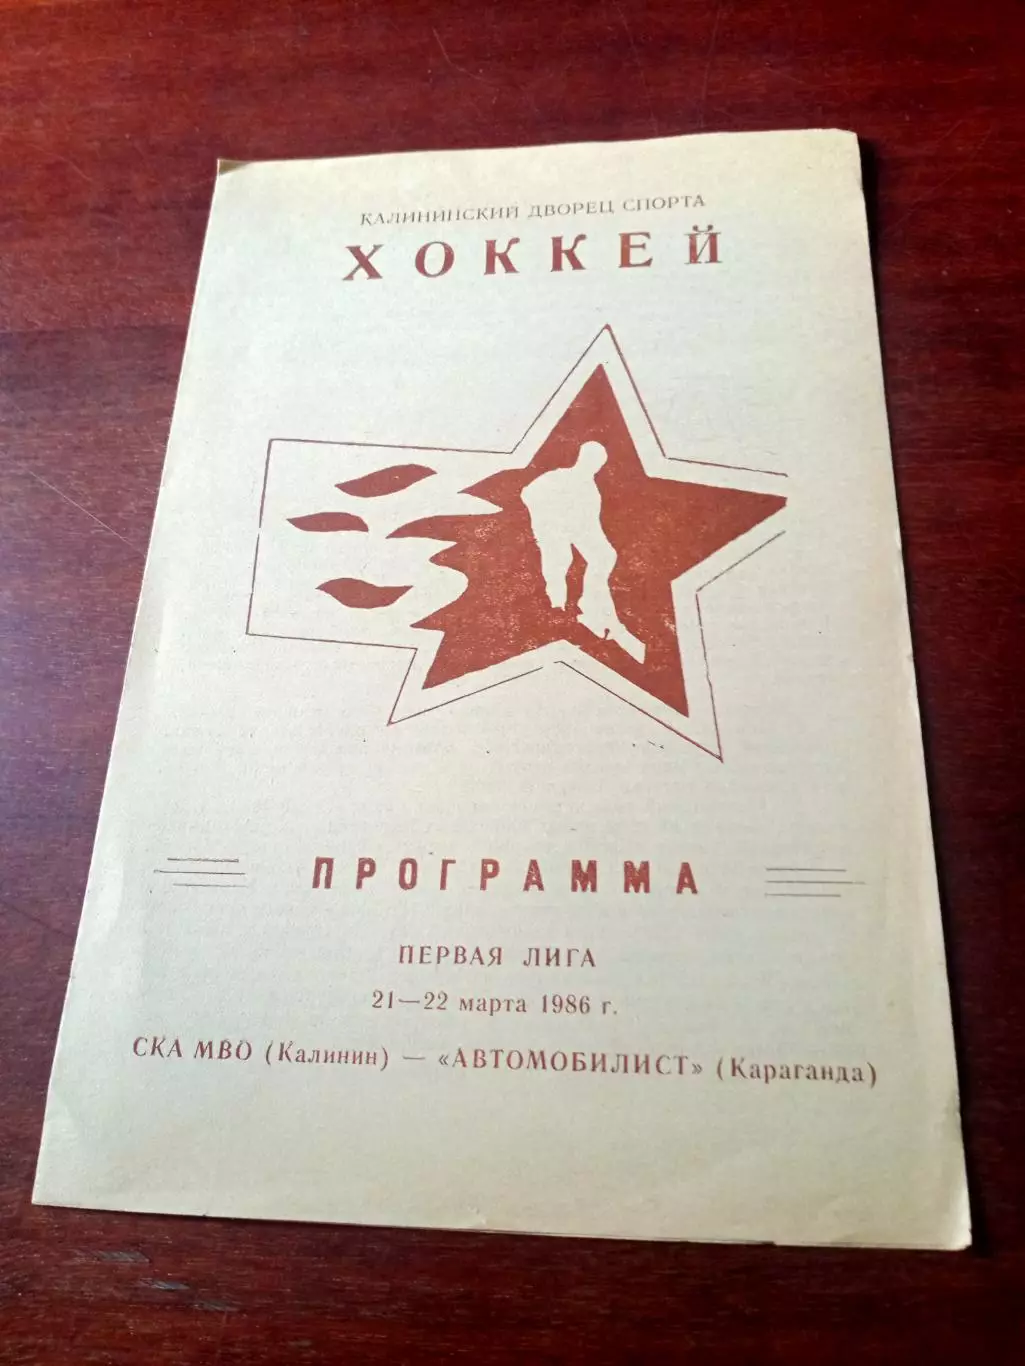 КАЛИНИНСКИЙ ДВОРЕЦ СПОРТА
ХОККЕЙ
ПРОГРАММА
ПЕРВАЯ ЛИГА
21—22 марта 1986 г.
СКА МВО (Калинин) — «АВТОМОБИЛИСТ» (Караганда)